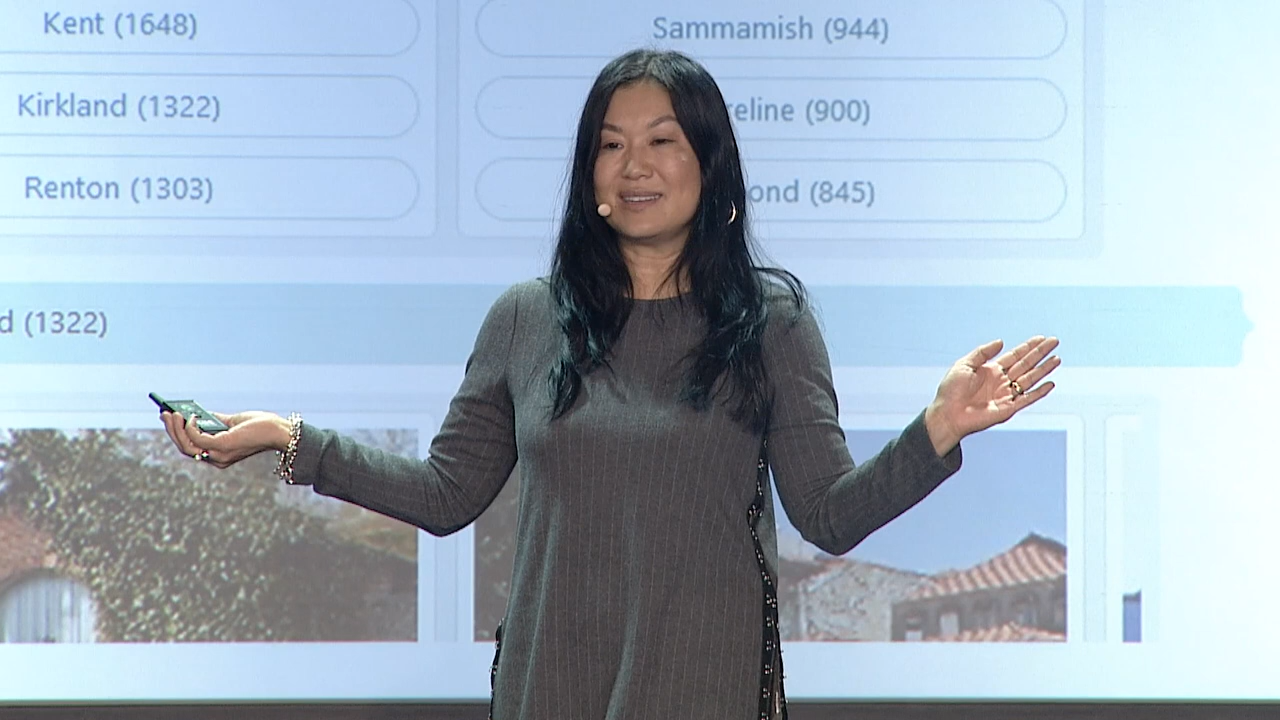 Kent (1648)
Sammamish (944)
Kirkland (1322)
reline (900)
Renton (1303)
ond (845)
d (1322)